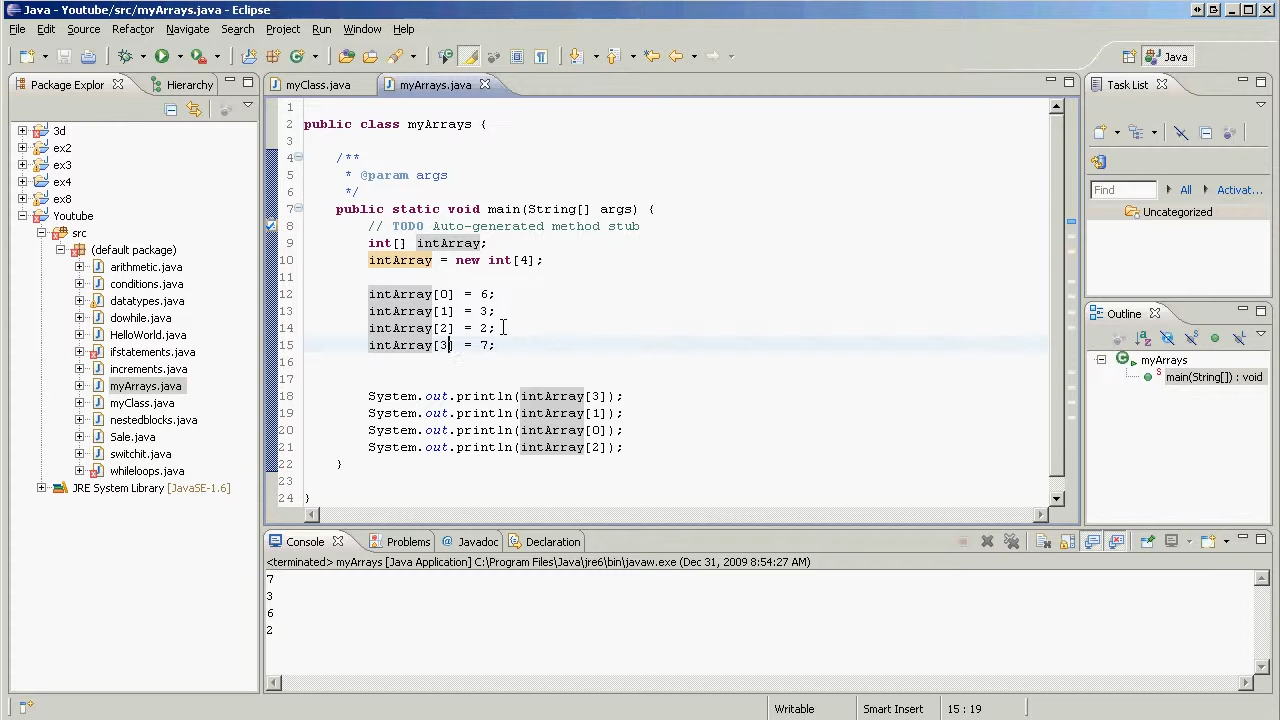 Java - Youtube/src/myArrays.java - Eclipse
File Edit Source Refactor Navigate Search Project Run Window Help
Java
Package Explor Hierarchy
myClass.java myArrays.java
Task List
Find All Activat...
Uncategorized
Outline
myArrays
main(String[]) : void
3d
ex2
ex3
ex4
ex6
Youtube
src
(default package)
arithmetic.java
conditions.java
datatypes.java
dowhile.java
HelloWorld.java
ifstatements.java
increments.java
myArrays.java
myClass.java
nestedblocks.java
Sale.java
switchit.java
whileloops.java
JRE System Library [JavaSE-1.6]
1
2 public class myArrays {
3
4 /**
5 * @param args
6 */
7 public static void main(String[] args) {
8 // TODO Auto-generated method stub
9 int[] intArray;
10 intArray = new int[4];
11
12 intArray[0] = 6;
13 intArray[1] = 3;
14 intArray[2] = 2;
15 intArray[3] = 7;
16
17
18 System.out.println(intArray[3]);
19 System.out.println(intArray[1]);
20 System.out.println(intArray[0]);
21 System.out.println(intArray[2]);
22 }
23
24 }
Console Problems Javadoc Declaration
<terminated> myArrays [Java Application] C:\Program Files\Java\jre6\bin\javaw.exe (Dec 31, 2009 8:54:27 AM)
7
3
6
2
Writable Smart Insert 15 : 19